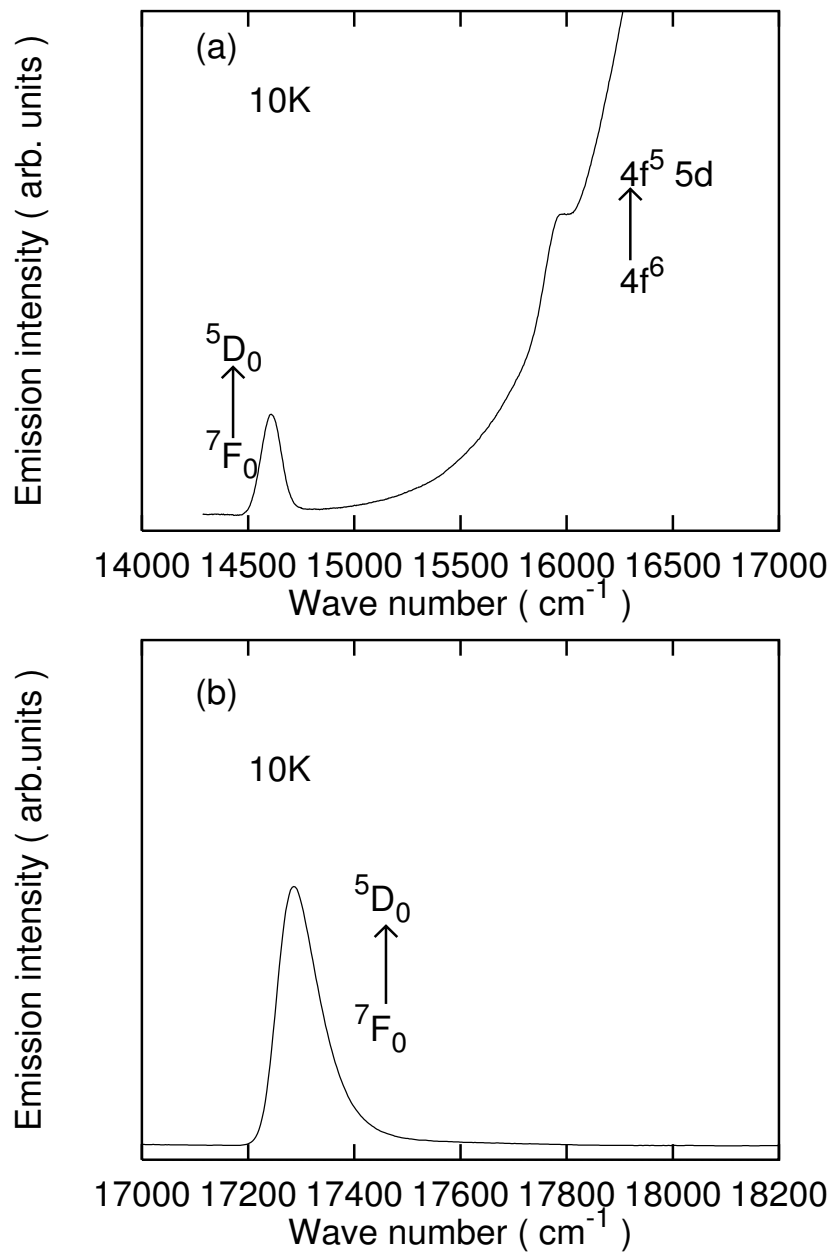 (a)
10K
Emission intensity ( arb. units )
4f⁵ 5d
4f⁶
⁵D₀
⁷F₀
14000 14500 15000 15500 16000 16500 17000
Wave number ( cm⁻¹ )
(b)
10K
Emission intensity ( arb.units )
⁵D₀
⁷F₀
17000 17200 17400 17600 17800 18000 18200
Wave number ( cm⁻¹ )